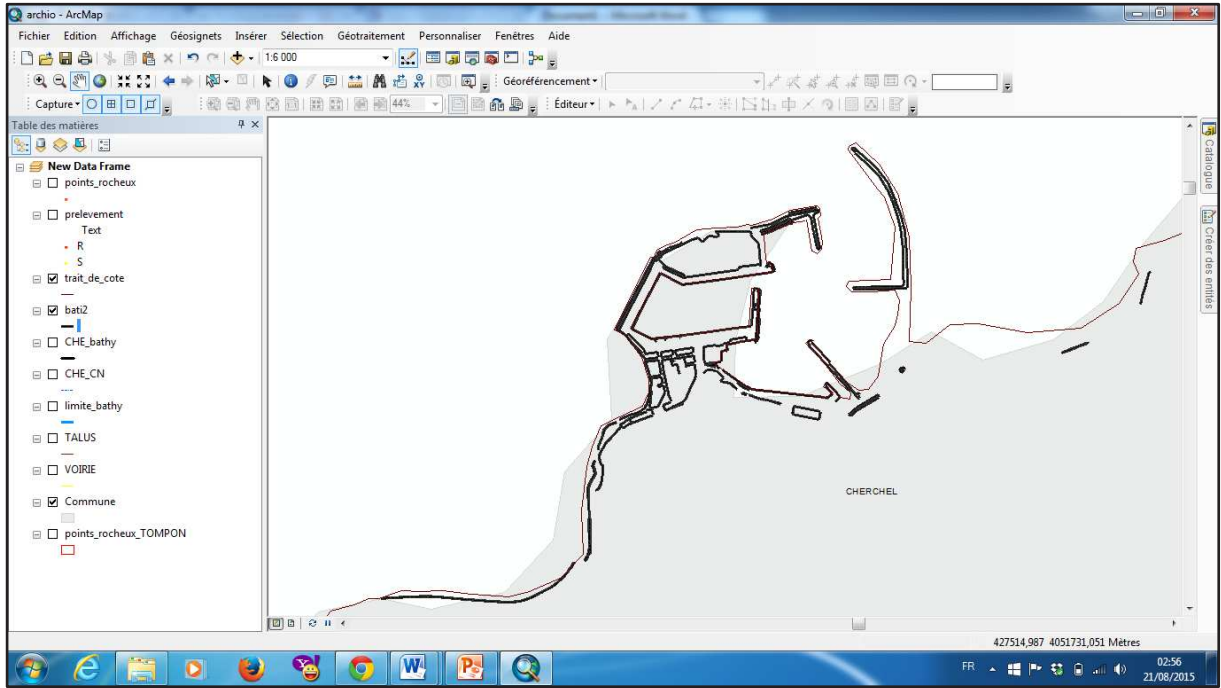 archio - ArcMap
Fichier Edition Affichage Géosignets Insérer Sélection Géotraitement Personnaliser Fenêtres Aide
1:6 000
Géoréférencement
Capture 44% Éditeur
Table des matières
New Data Frame
points_rocheux
prelevement
Text
R
S
trait_de_cote
bati2
CHE_bathy
CHE_CN
limite_bathy
TALUS
VOIRIE
Commune
points_rocheux_TOMPON
CHERCHEL
Catalogue
Créer des entités
427514,987 4051731,051 Mètres
FR 02:56
21/08/2015